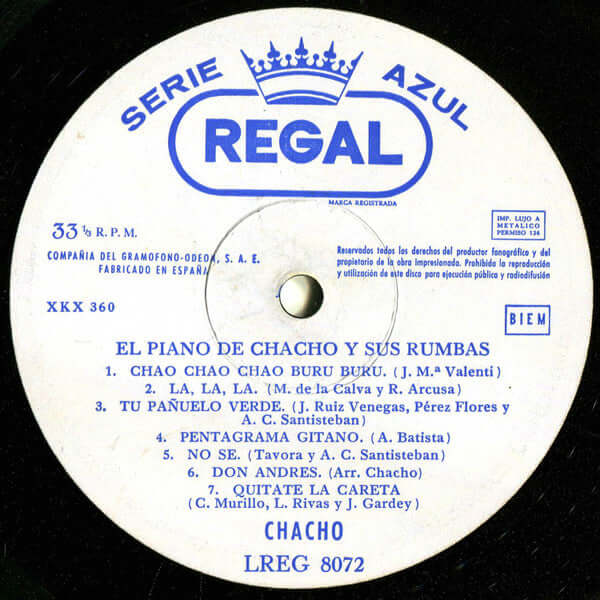 SERIE AZUL
REGAL
MARCA REGISTRADA
33 ⅓ R. P. M.
IMP. LUJO A
METALICO
PERMISO 124
COMPAÑIA DEL GRAMOFONO-ODEON, S. A. E.
FABRICADO EN ESPAÑA
Reservados todos los derechos del productor fonográfico y del
propietario de la obra impresionada. Prohibida la reproducción
y utilización de este disco para ejecución pública y radiodifusión
XKX 360
BIEM
EL PIANO DE CHACHO Y SUS RUMBAS
1. CHAO CHAO CHAO BURU BURU. (J. M.ª Valenti)
2. LA, LA, LA. (M. de la Calva y R. Arcusa)
3. TU PAÑUELO VERDE. (J. Ruiz Venegas, Pérez Flores y
A. C. Santisteban)
4. PENTAGRAMA GITANO. (A. Batista)
5. NO SE. (Tavora y A. C. Santisteban)
6. DON ANDRES. (Arr. Chacho)
7. QUITATE LA CARETA
(C. Murillo, L. Rivas y J. Gardey)
CHACHO
LREG 8072